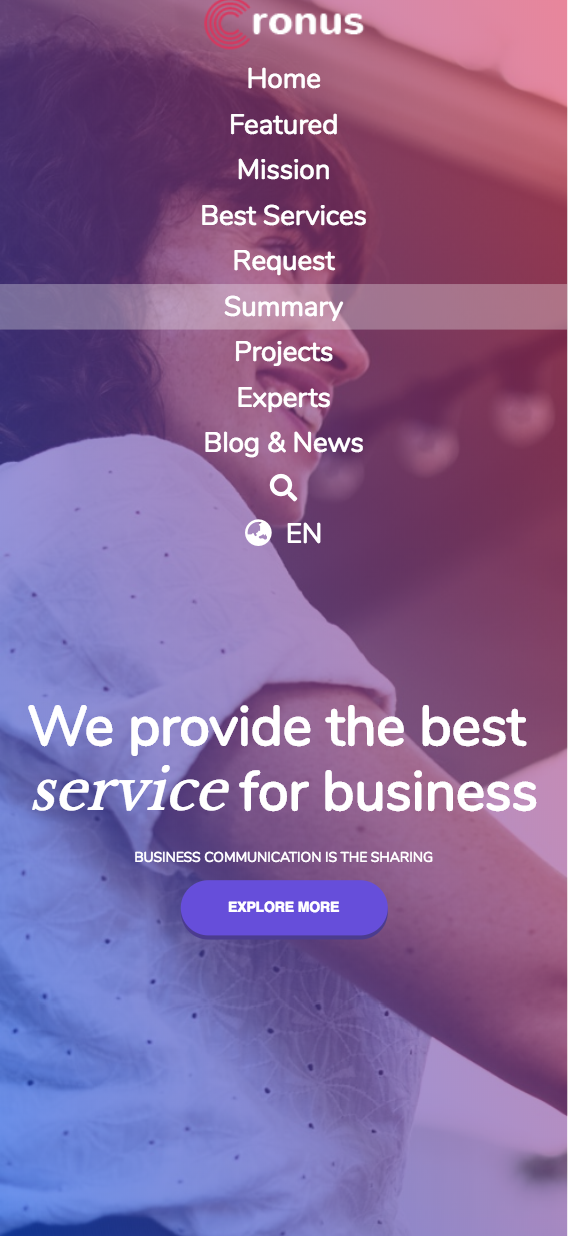 Cronus
Home
Featured
Mission
Best Services
Request
Summary
Projects
Experts
Blog & News
EN
We provide the best
service for business
BUSINESS COMMUNICATION IS THE SHARING
EXPLORE MORE